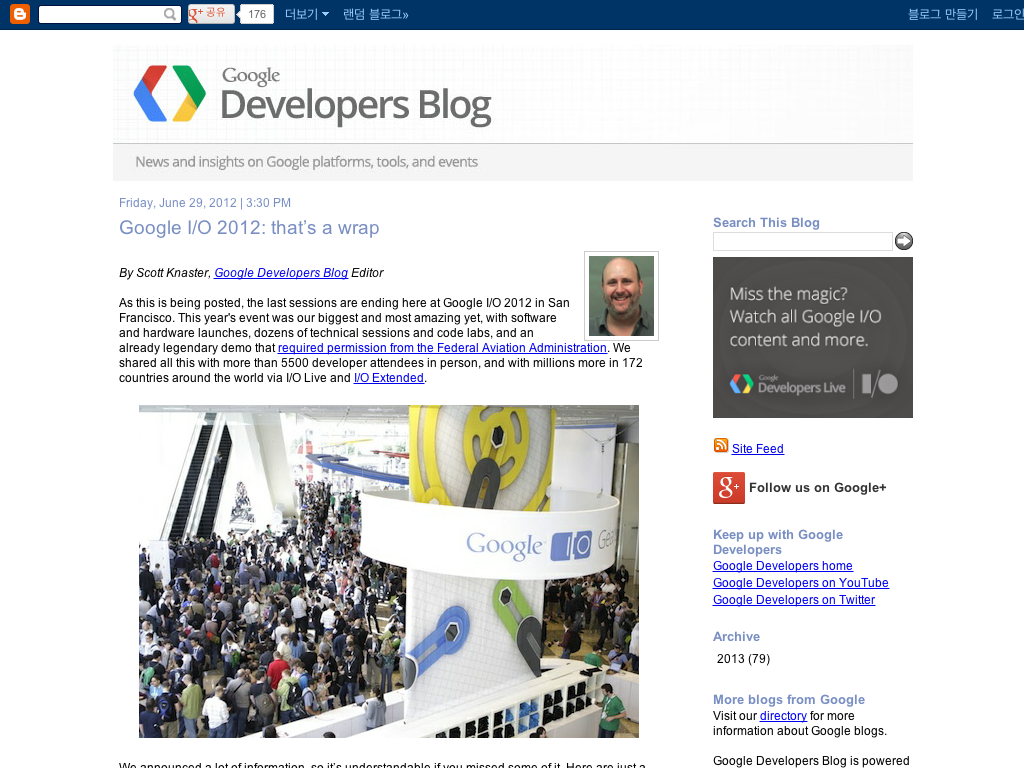 g+ 공유
176
더보기
랜덤 블로그»
블로그 만들기
로그인
Google
Developers Blog
News and insights on Google platforms, tools, and events
Friday, June 29, 2012 | 3:30 PM
Google I/O 2012: that's a wrap
By Scott Knaster, Google Developers Blog Editor
As this is being posted, the last sessions are ending here at Google I/O 2012 in San
Francisco. This year's event was our biggest and most amazing yet, with software
and hardware launches, dozens of technical sessions and code labs, and an
already legendary demo that required permission from the Federal Aviation Administration. We
shared all this with more than 5500 developer attendees in person, and with millions more in 172
countries around the world via I/O Live and I/O Extended.
Google I/O Gea
We announced a lot of information, so it's understandable if you missed some of it. Here are just a
Search This Blog
Miss the magic?
Watch all Google I/O
content and more.
Google
Developers Live I/O
Site Feed
g+ Follow us on Google+
Keep up with Google
Developers
Google Developers home
Google Developers on YouTube
Google Developers on Twitter
Archive
2013 (79)
More blogs from Google
Visit our directory for more
information about Google blogs.
Google Developers Blog is powered